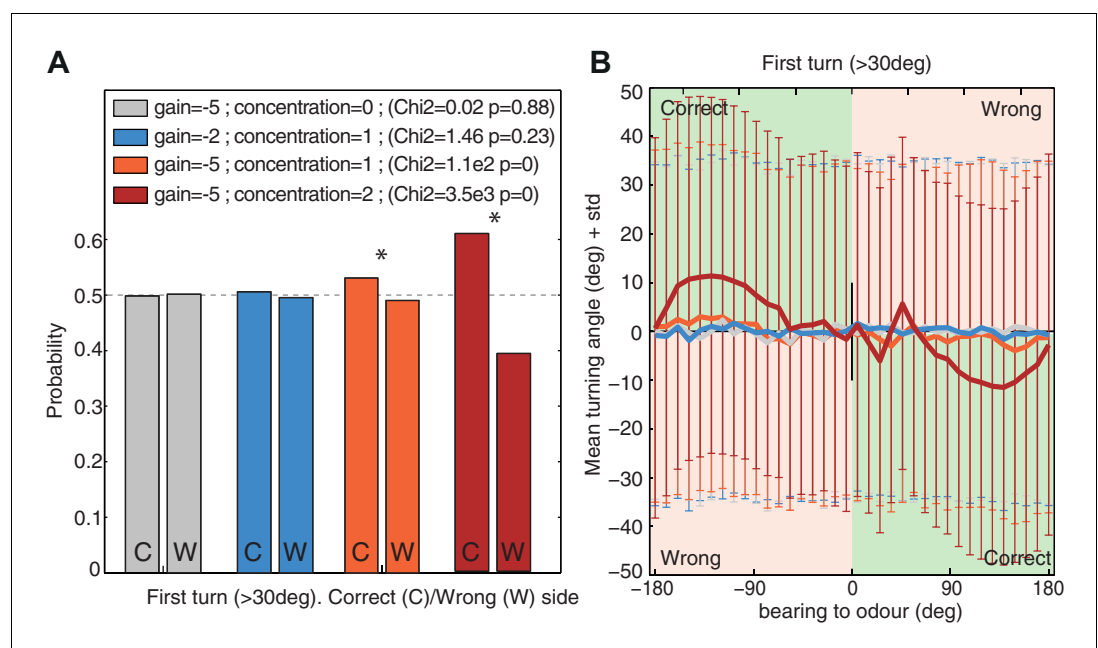 A
gain=-5 ; concentration=0 ; (Chi2=0.02 p=0.88)
gain=-2 ; concentration=1 ; (Chi2=1.46 p=0.23)
gain=-5 ; concentration=1 ; (Chi2=1.1e2 p=0)
gain=-5 ; concentration=2 ; (Chi2=3.5e3 p=0)
*
*
0.6
0.5
0.4
0.3
0.2
0.1
0
Probability
C W C W C W C W
First turn (>30deg). Correct (C)/Wrong (W) side
B
First turn (>30deg)
Correct
Wrong
50
40
30
20
10
0
−10
−20
−30
−40
−50
Mean turning angle (deg) + std
Wrong
Correct
−180 −90 0 90 180
bearing to odour (deg)